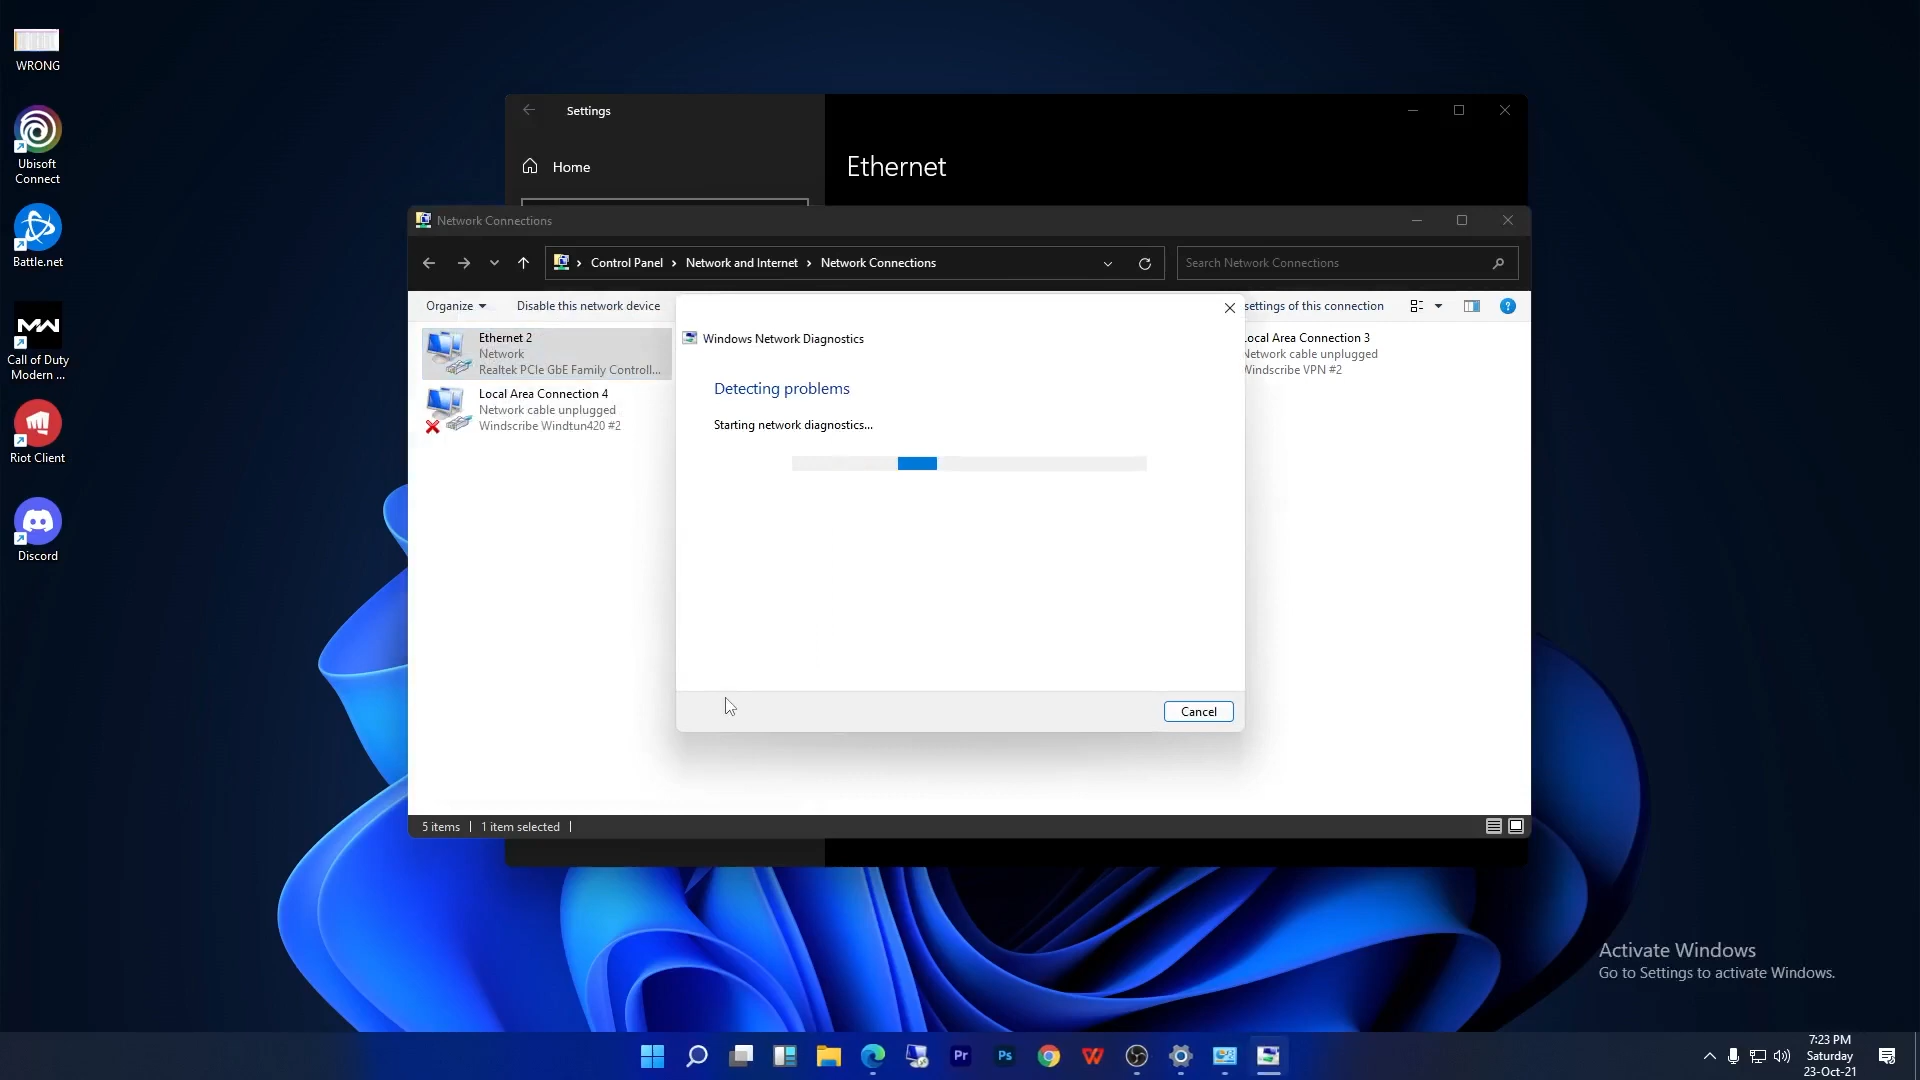 WRONG
Ubisoft
Connect
Battle.net
MW
Call of Duty
Modern ...
Riot Client
Discord
Settings
Home
Ethernet
Network Connections
Control Panel > Network and Internet > Network Connections
Search Network Connections
Organize
Disable this network device
settings of this connection
Ethernet 2
Network
Realtek PCIe GbE Family Controll...
Local Area Connection 4
Network cable unplugged
Windscribe Windtun420 #2
Local Area Connection 3
Network cable unplugged
Windscribe VPN #2
Windows Network Diagnostics
Detecting problems
Starting network diagnostics...
Cancel
5 items
1 item selected
Activate Windows
Go to Settings to activate Windows.
Pr
Ps
W
7:23 PM
Saturday
23-Oct-21